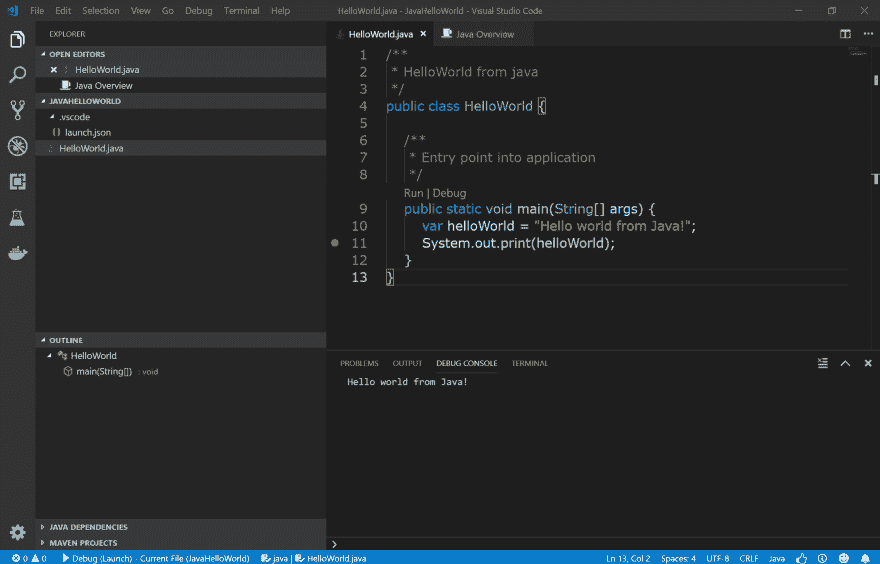 File Edit Selection View Go Debug Terminal Help HelloWorld.java - JavaHelloWorld - Visual Studio Code
EXPLORER
OPEN EDITORS
HelloWorld.java
Java Overview
JAVAHELLOWORLD
.vscode
{} launch.json
HelloWorld.java
OUTLINE
HelloWorld
main(String[]) : void
JAVA DEPENDENCIES
MAVEN PROJECTS
HelloWorld.java Java Overview
1 /**
2 * HelloWorld from java
3 */
4 public class HelloWorld {
5
6 /**
7 * Entry point into application
8 */
Run | Debug
9 public static void main(String[] args) {
10 var helloWorld = "Hello world from Java!";
11 System.out.print(helloWorld);
12 }
13 }
PROBLEMS OUTPUT DEBUG CONSOLE TERMINAL
Hello world from Java!
0 0 Debug (Launch) - Current File (JavaHelloWorld) java | HelloWorld.java Ln 13, Col 2 Spaces: 4 UTF-8 CRLF Java